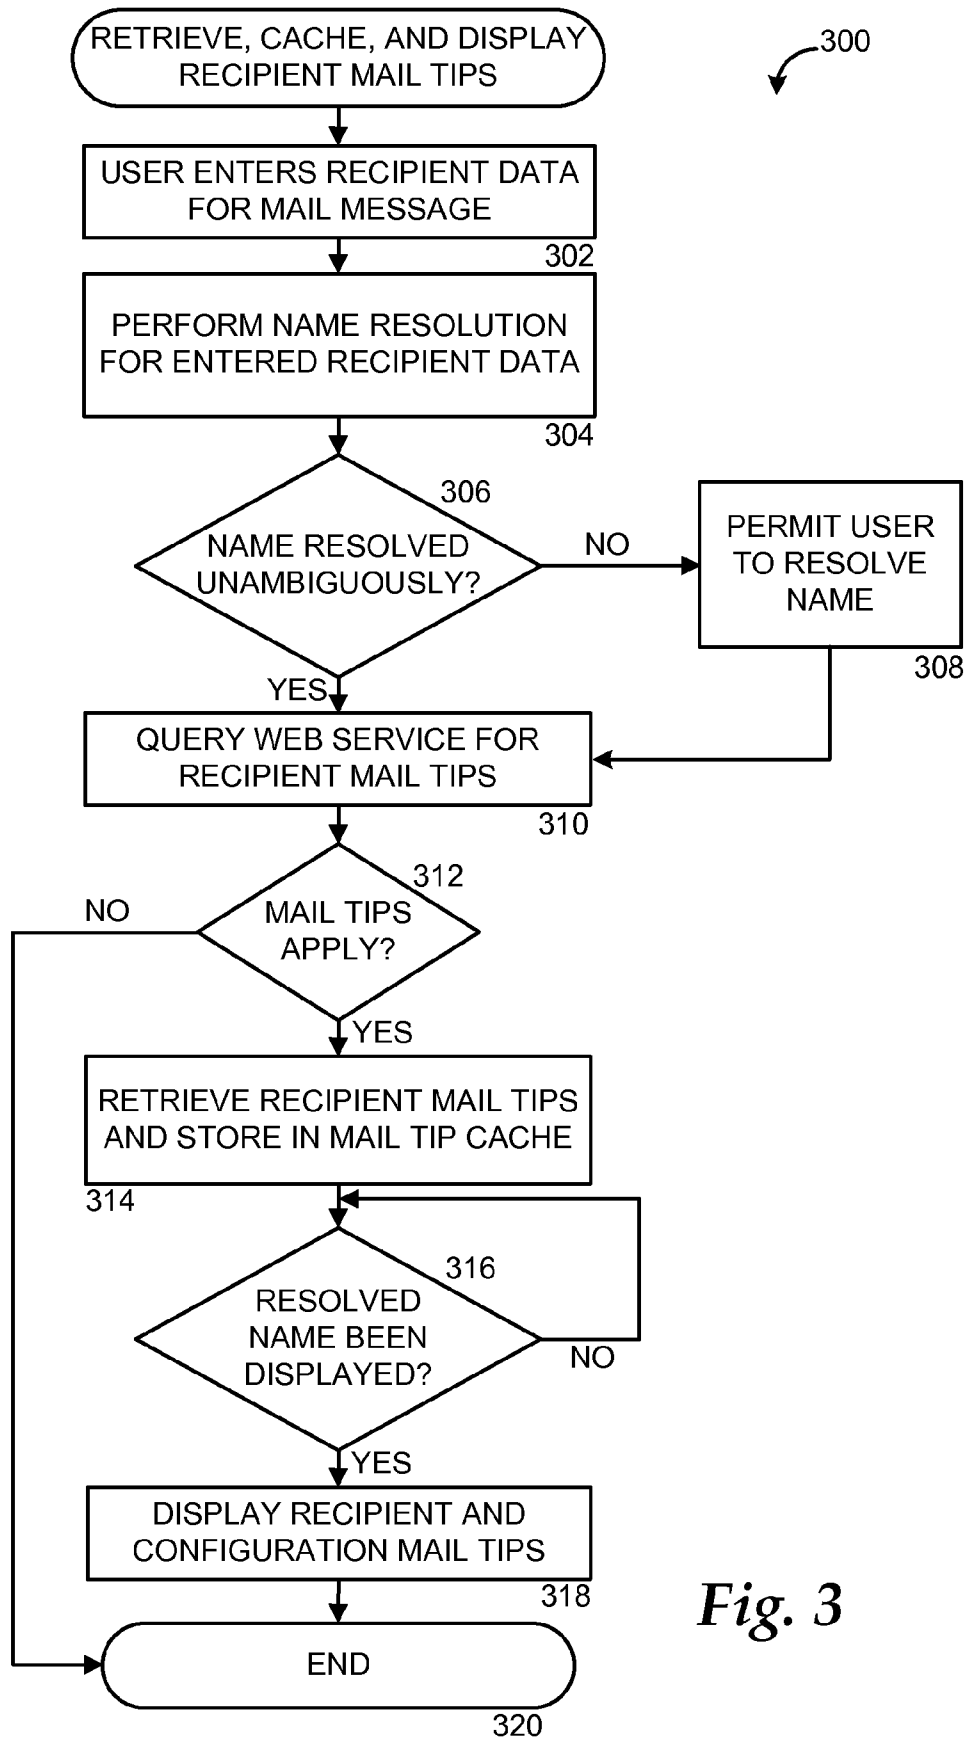 RETRIEVE, CACHE, AND DISPLAY
RECIPIENT MAIL TIPS
300
USER ENTERS RECIPIENT DATA
FOR MAIL MESSAGE
302
PERFORM NAME RESOLUTION
FOR ENTERED RECIPIENT DATA
304
306
NAME RESOLVED
UNAMBIGUOUSLY?
NO
PERMIT USER
TO RESOLVE
NAME
308
YES
QUERY WEB SERVICE FOR
RECIPIENT MAIL TIPS
310
312
MAIL TIPS
APPLY?
NO
YES
RETRIEVE RECIPIENT MAIL TIPS
AND STORE IN MAIL TIP CACHE
314
316
RESOLVED
NAME BEEN
DISPLAYED?
NO
YES
DISPLAY RECIPIENT AND
CONFIGURATION MAIL TIPS
318
Fig. 3
END
320